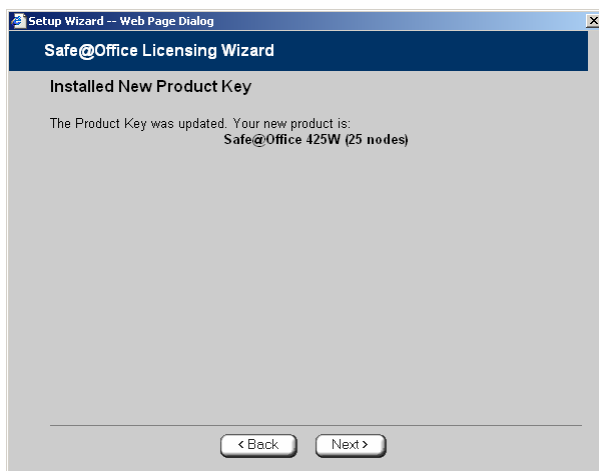 Setup Wizard -- Web Page Dialog
Safe@Office Licensing Wizard
Installed New Product Key
The Product Key was updated. Your new product is:
Safe@Office 425W (25 nodes)
< Back Next >